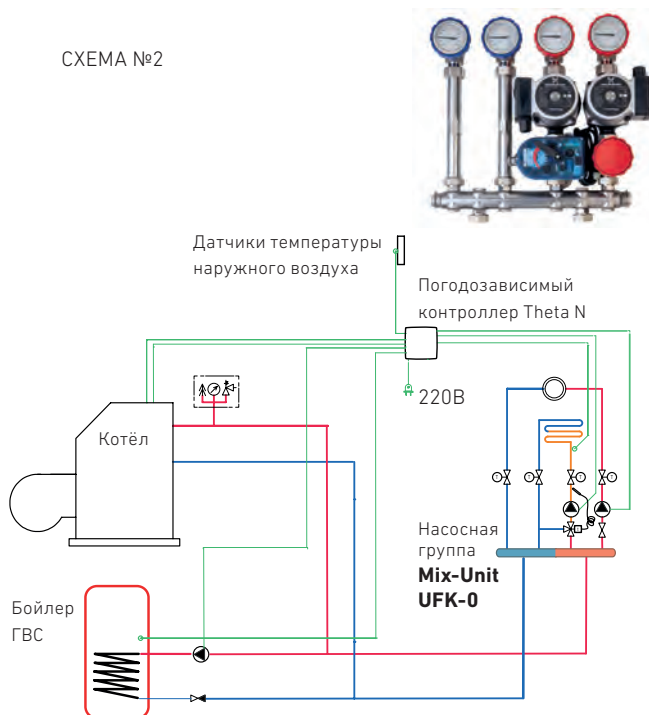 СХЕМА №2
Датчики температуры
наружного воздуха
Погодозависимый
контроллер Theta N
220В
Котёл
Насосная
группа
Mix-Unit
UFK-0
Бойлер
ГВС
T
T
T
T